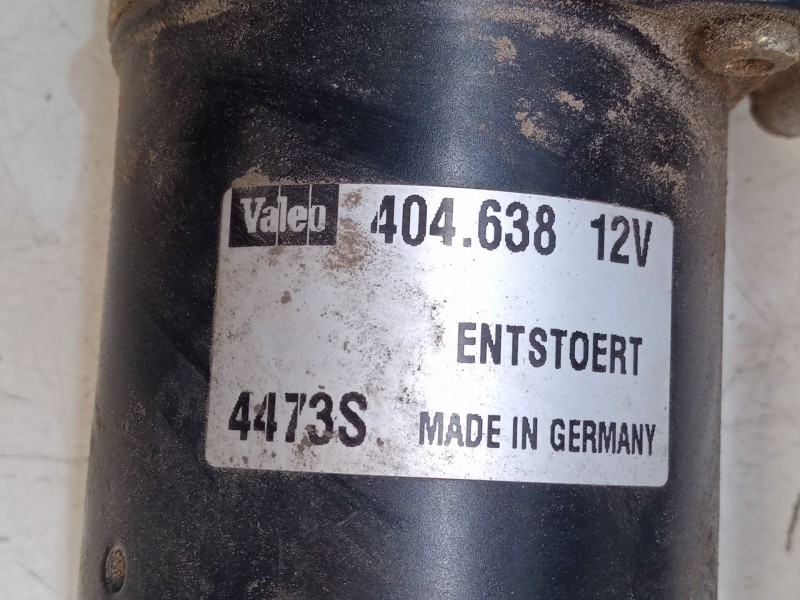 Valeo 404.638 12V
ENTSTOERT
4473S MADE IN GERMANY